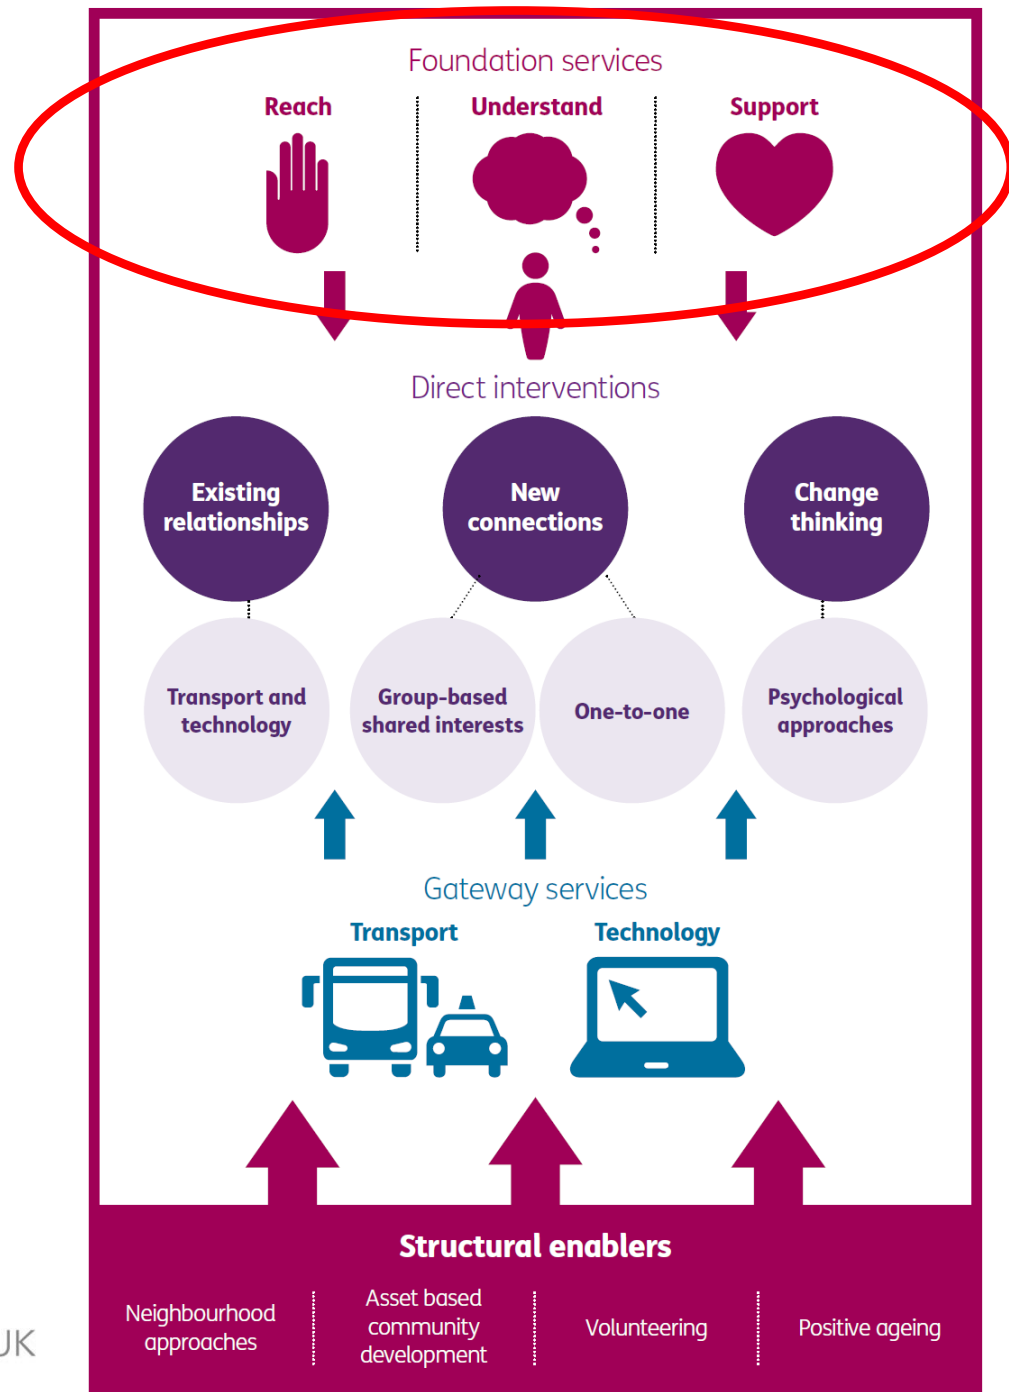 Foundation services
Reach
Understand
Support
Direct interventions
Existing
relationships
New
connections
Change
thinking
Transport and
technology
Group-based
shared interests
One-to-one
Psychological
approaches
Gateway services
Transport
Technology
Structural enablers
Neighbourhood
approaches
Asset based
community
development
Volunteering
Positive ageing
UK